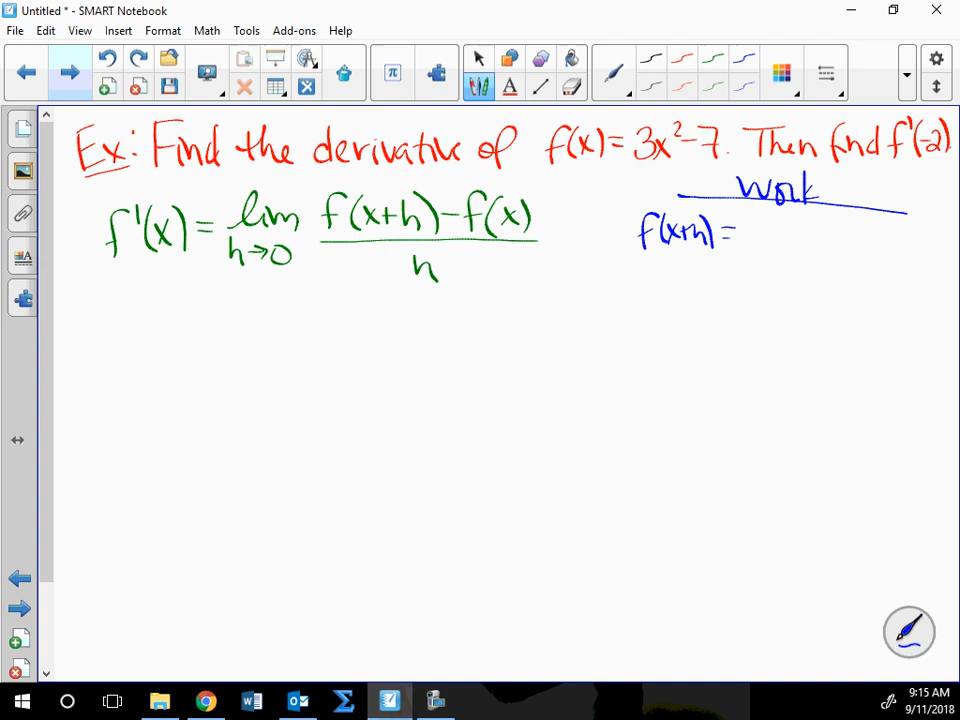 Untitled * - SMART Notebook
File Edit View Insert Format Math Tools Add-ons Help
Ex: Find the derivative of f(x) = 3x² - 7. Then find f'(-2)
Work
f'(x) = lim f(x+h) - f(x)
h→0 h
f(x+h) =
9:15 AM
9/11/2018